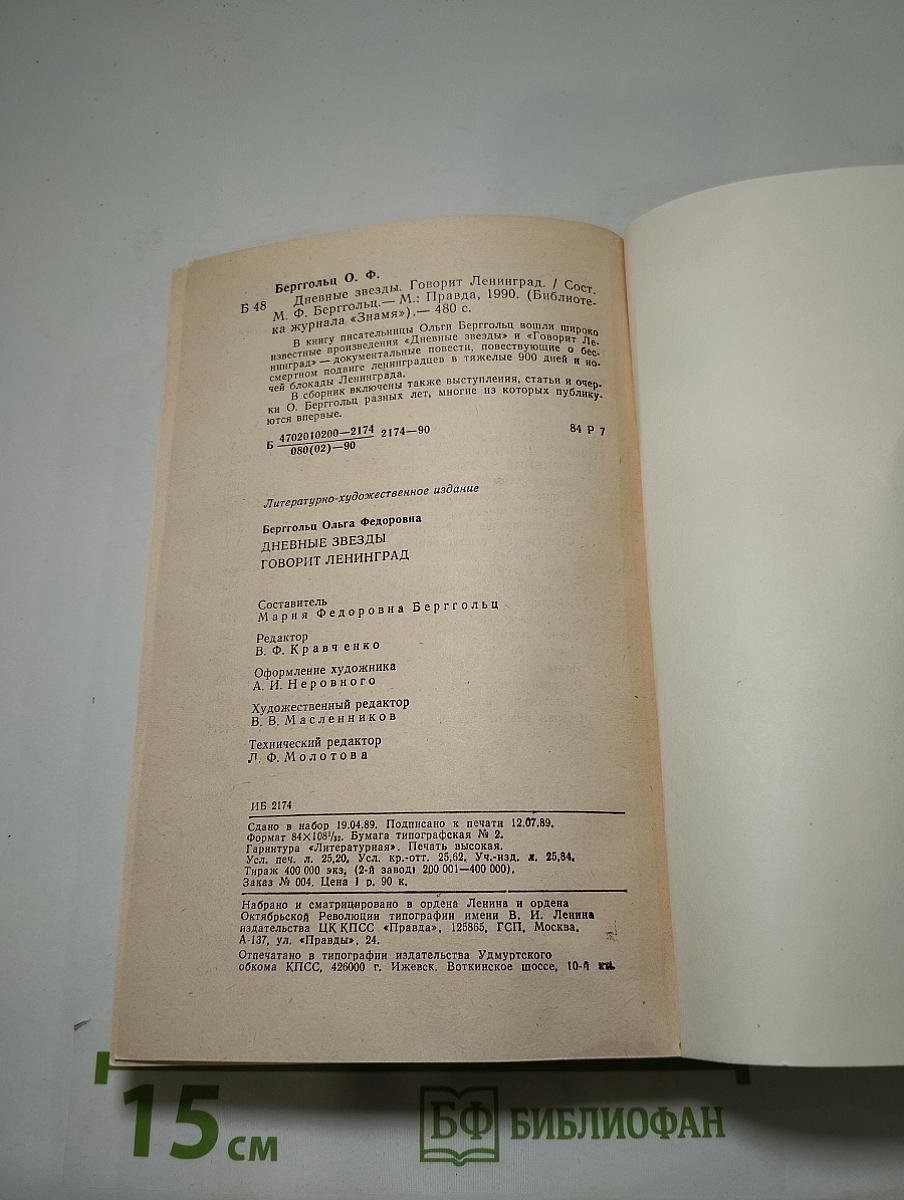 Берггольц О. Ф.
Б 48 Дневные звезды. Говорит Ленинград. / Сост.
М. Ф. Берггольц.— М.: Правда, 1990. (Библиоте-
ка журнала «Знамя»).— 480 с.
В книгу писательницы Ольги Берггольц вошли широко
известные произведения «Дневные звезды» и «Говорит Ле-
нинград» — документальные повести, повествующие о бес-
смертном подвиге ленинградцев в тяжелые 900 дней и но-
чей блокады Ленинграда.
В сборник включены также выступления, статьи и очер-
ки О. Берггольц разных лет, многие из которых публику-
ются впервые.
Б 4702010200—2174 2174—90 84 Р 7
080(02)—90
Литературно-художественное издание
Берггольц Ольга Федоровна
ДНЕВНЫЕ ЗВЕЗДЫ
ГОВОРИТ ЛЕНИНГРАД
Составитель
Мария Федоровна Берггольц
Редактор
В. Ф. Кравченко
Оформление художника
А. И. Неровного
Художественный редактор
В. В. Масленников
Технический редактор
Л. Ф. Молотова
ИБ 2174
Сдано в набор 19.04.89. Подписано к печати 12.07.89.
Формат 84×108¹/₃₂. Бумага типографская № 2.
Гарнитура «Литературная». Печать высокая.
Усл. печ. л. 25,20. Усл. кр.-отт. 25,62. Уч.-изд. л. 25,84.
Тираж 400 000 экз. (2-й завод: 200 001—400 000).
Заказ № 004. Цена 1 р. 90 к.
Набрано и сматрицировано в ордена Ленина и ордена
Октябрьской Революции типографии имени В. И. Ленина
издательства ЦК КПСС «Правда», 125865, ГСП, Москва,
А-137, ул. «Правды», 24.
Отпечатано в типографии издательства Удмуртского
обкома КПСС, 426000 г. Ижевск, Воткинское шоссе, 10-й км.
15 см БФ БИБЛИОФАН